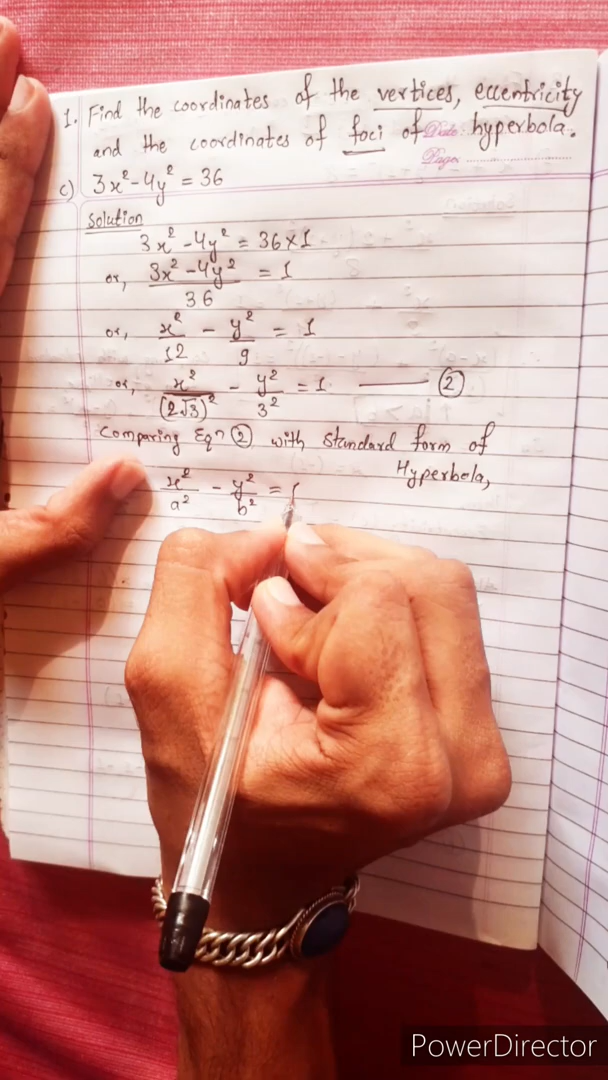 1. Find the coordinates of the vertices, eccentricity
and the coordinates of foci of hyperbola.
Date:
Page:
c) 3x² - 4y² = 36
Solution
3x² - 4y² = 36 × 1
or, (3x² - 4y²)/36 = 1
or, x²/12 - y²/9 = 1
or, x²/(2√3)² - y²/3² = 1 —— ②
Comparing Eqn ② with standard form of
Hyperbola,
x²/a² - y²/b² = 1
PowerDirector